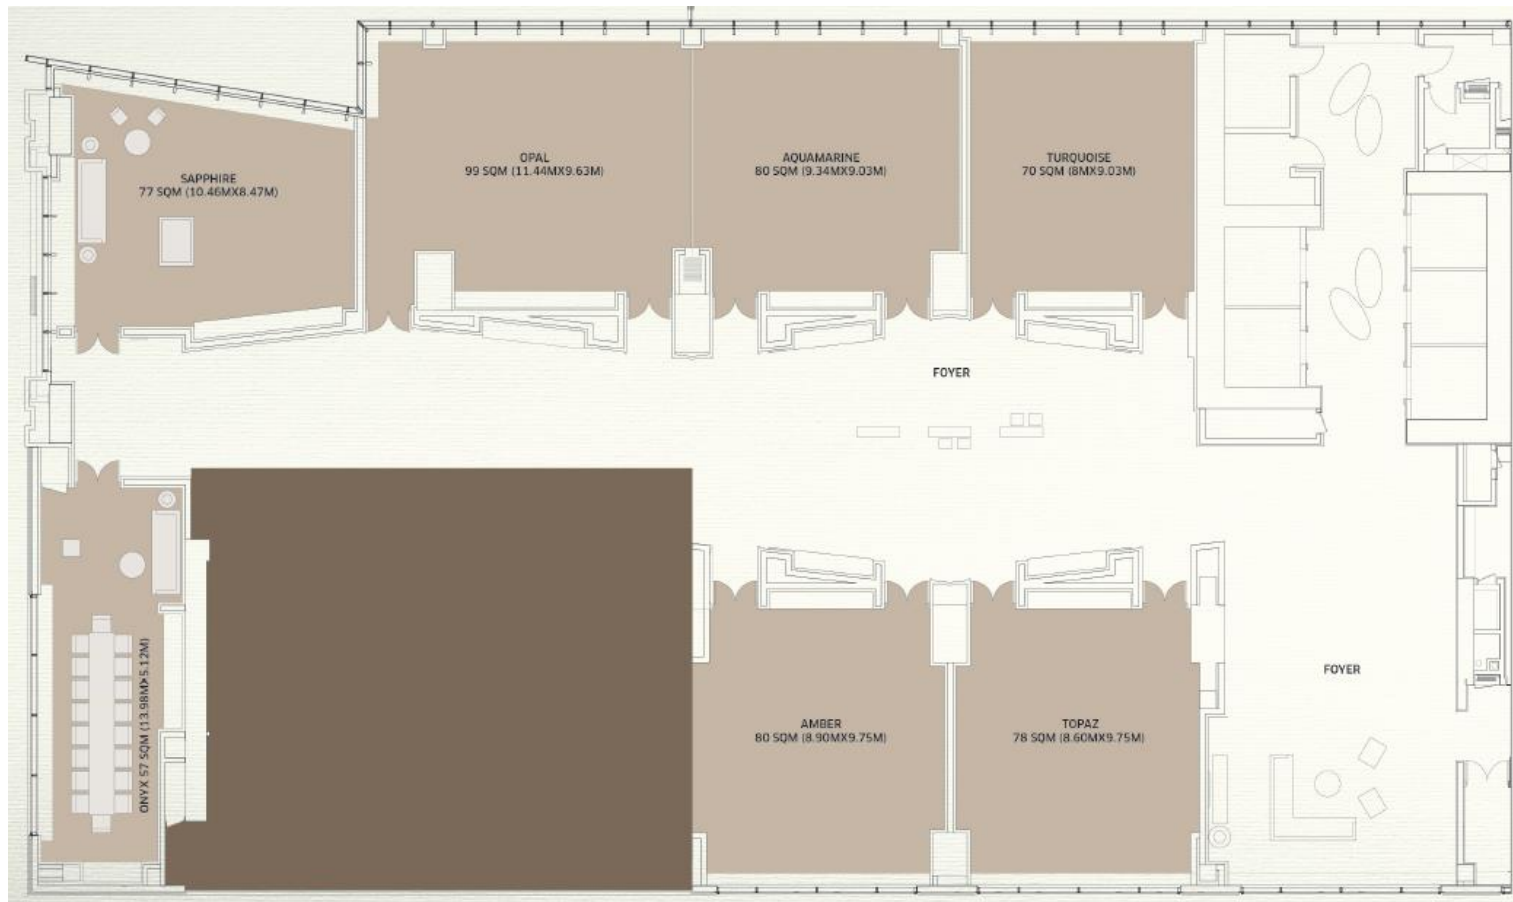 OPAL
99 SQM (11.44MX9.63M)
AQUAMARINE
80 SQM (9.34MX9.03M)
TURQUOISE
70 SQM (8MX9.03M)
SAPPHIRE
77 SQM (10.46MX8.47M)
FOYER
ONYX 57 SQM (13.98MX5.12M)
FOYER
AMBER
80 SQM (8.90MX9.75M)
TOPAZ
78 SQM (8.60MX9.75M)